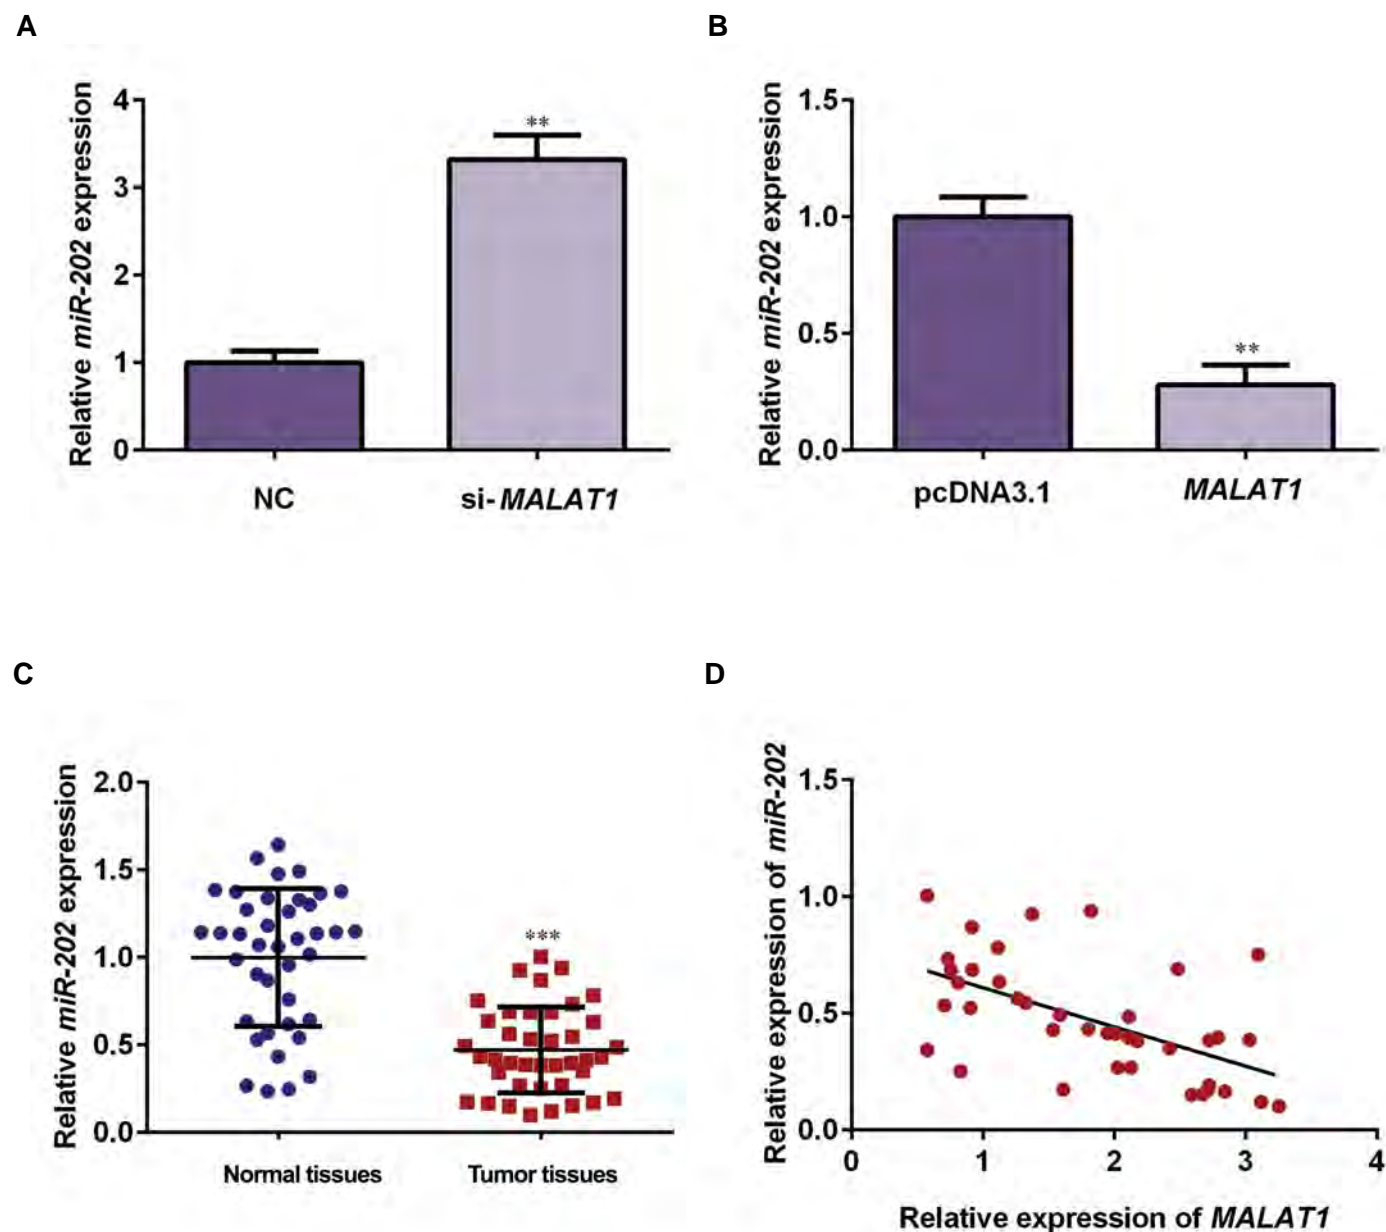 A
Relative miR-202 expression
4
3
2
1
0
**
NC
si-MALAT1
B
Relative miR-202 expression
1.5
1.0
0.5
0.0
**
pcDNA3.1
MALAT1
C
Relative miR-202 expression
2.0
1.5
1.0
0.5
0.0
***
Normal tissues
Tumor tissues
D
Relative expression of miR-202
1.5
1.0
0.5
0.0
0 1 2 3 4
Relative expression of MALAT1